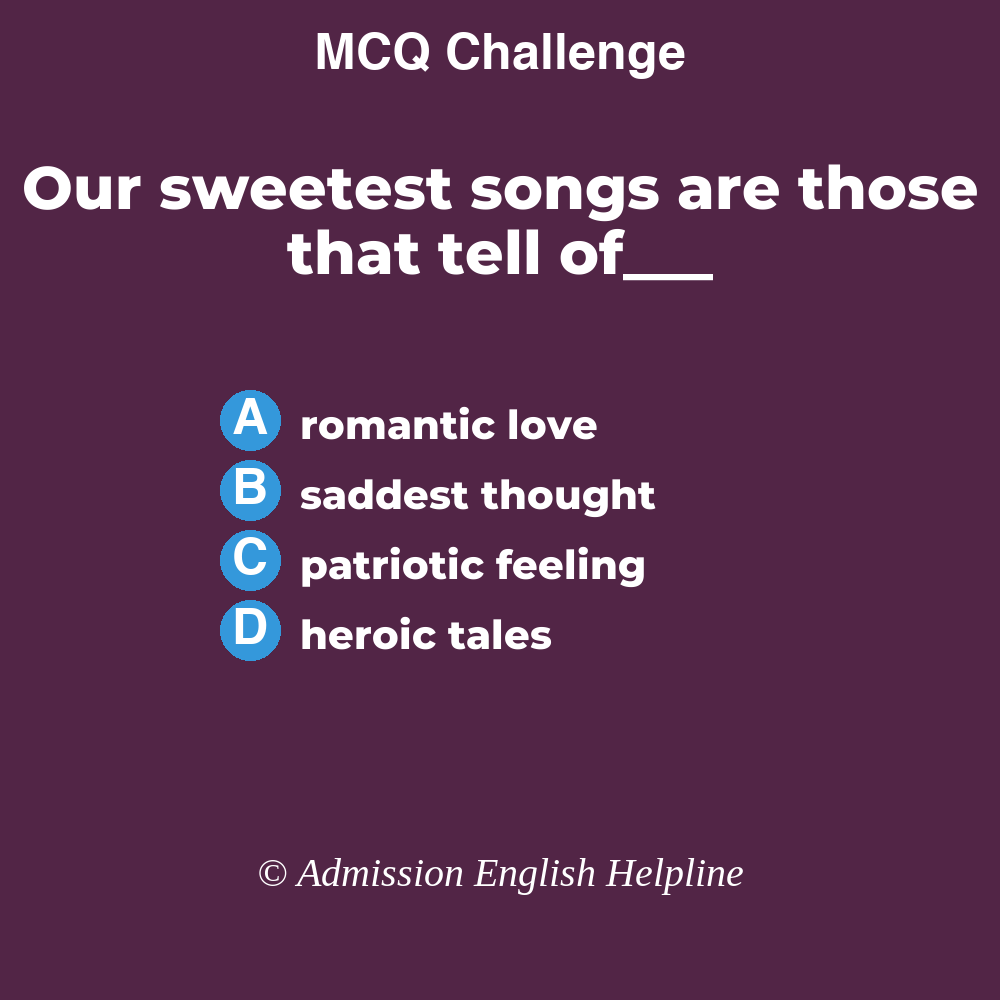 MCQ Challenge
Our sweetest songs are those
that tell of___
A romantic love
B saddest thought
C patriotic feeling
D heroic tales
© Admission English Helpline